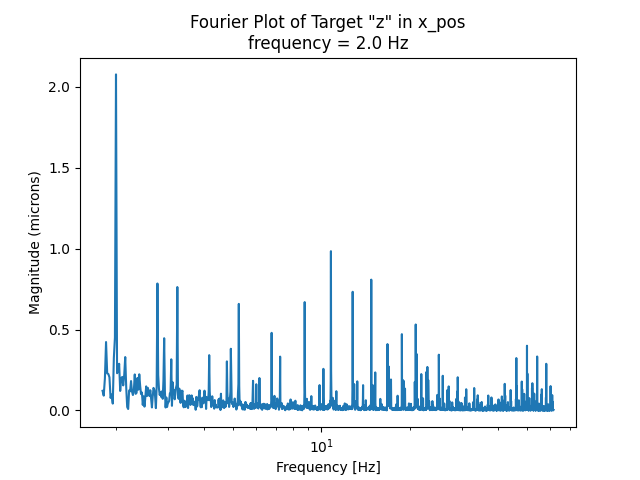 Fourier Plot of Target "z" in x_pos
frequency = 2.0 Hz
2.0
1.5
1.0
0.5
0.0
Magnitude (microns)
10¹
Frequency [Hz]